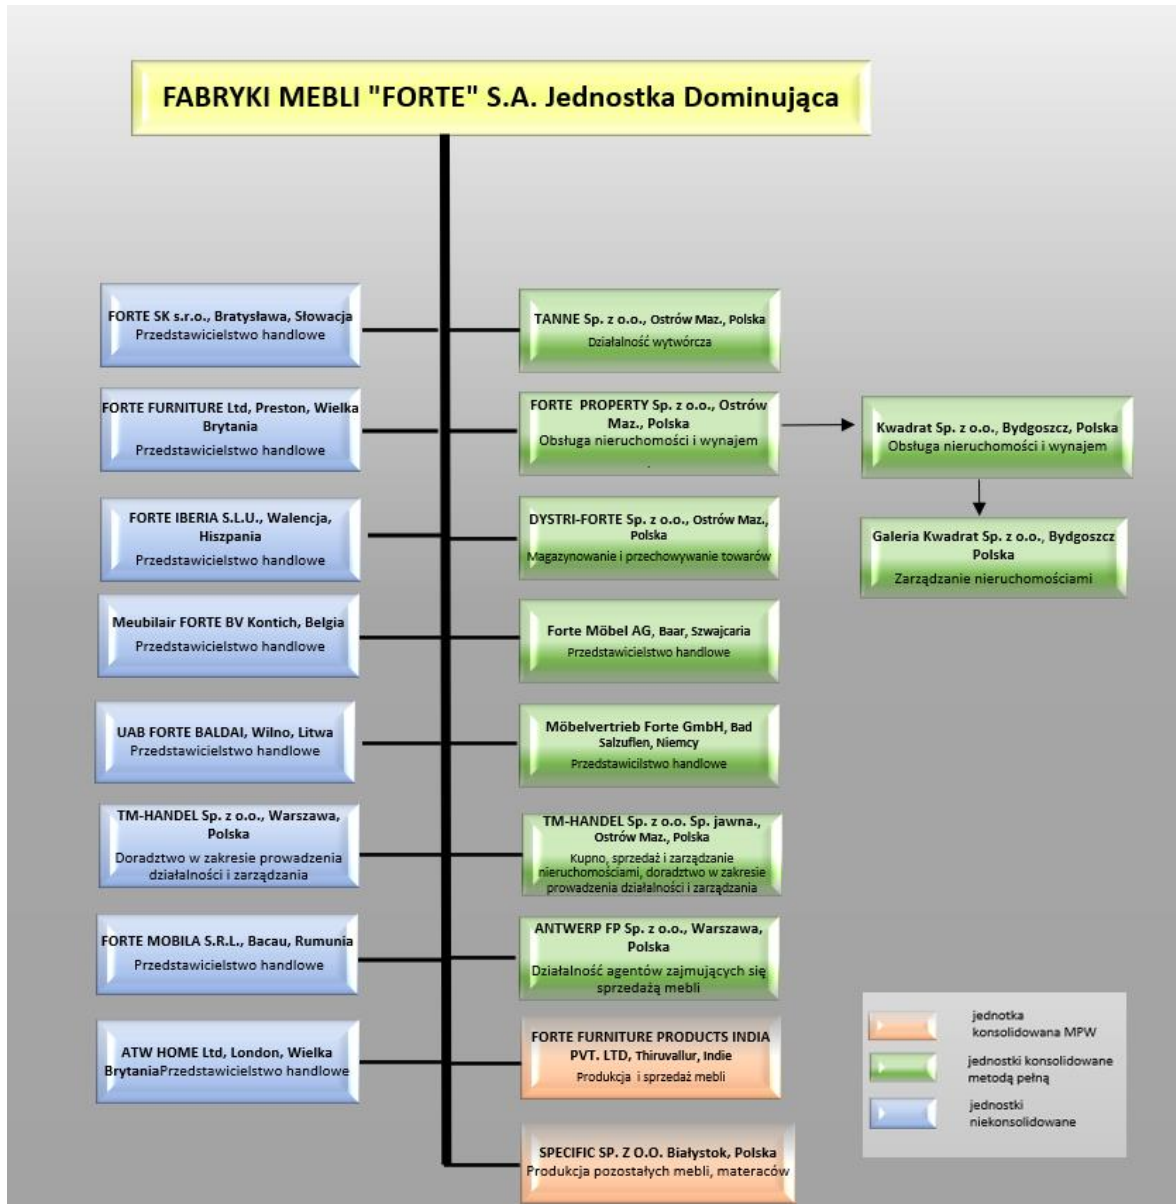 FABRYKI MEBLI "FORTE" S.A. Jednostka Dominująca
FORTE SK s.r.o., Bratysława, Słowacja
Przedstawicielstwo handlowe
FORTE FURNITURE Ltd, Preston, Wielka
Brytania
Przedstawicielstwo handlowe
FORTE IBERIA S.L.U., Walencja,
Hiszpania
Przedstawicielstwo handlowe
Meubilair FORTE BV Kontich, Belgia
Przedstawicielstwo handlowe
UAB FORTE BALDAI, Wilno, Litwa
Przedstawicielstwo handlowe
TM-HANDEL Sp. z o.o., Warszawa,
Polska
Doradztwo w zakresie prowadzenia
działalności i zarządzania
FORTE MOBILA S.R.L., Bacau, Rumunia
Przedstawicielstwo handlowe
ATW HOME Ltd, London, Wielka
BrytaniaPrzedstawicielstwo handlowe
TANNE Sp. z o.o., Ostrów Maz., Polska
Działalność wytwórcza
FORTE PROPERTY Sp. z o.o., Ostrów
Maz., Polska
Obsługa nieruchomości i wynajem
.
DYSTRI-FORTE Sp. z o.o., Ostrów Maz.,
Polska
Magazynowanie i przechowywanie towarów
Forte Möbel AG, Baar, Szwajcaria
Przedstawicielstwo handlowe
Möbelvertrieb Forte GmbH, Bad
Salzuflen, Niemcy
Przedstawicilstwo handlowe
TM-HANDEL Sp. z o.o. Sp. jawna.,
Ostrów Maz., Polska
Kupno, sprzedaż i zarządzanie
nieruchomościami, doradztwo w zakresie
prowadzenia działalności i zarządzania
ANTWERP FP Sp. z o.o., Warszawa,
Polska
Działalność agentów zajmujących się
sprzedażą mebli
FORTE FURNITURE PRODUCTS INDIA
PVT. LTD, Thiruvallur, Indie
Produkcja i sprzedaż mebli
SPECIFIC SP. Z O.O. Białystok, Polska
Produkcja pozostałych mebli, materaców
Kwadrat Sp. z o.o., Bydgoszcz, Polska
Obsługa nieruchomości i wynajem
Galeria Kwadrat Sp. z o.o., Bydgoszcz
Polska
Zarządzanie nieruchomościami
jednotka
konsolidowana MPW
jednostki konsolidowane
metodą pełną
jednostki
niekonsolidowane